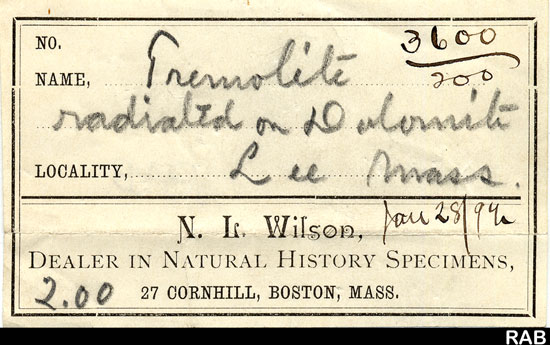 NO. 3600
200
NAME, Tremolite
radiated on Dolomite
LOCALITY, Lee Mass.
N. L. Wilson, Jan 28/94
DEALER IN NATURAL HISTORY SPECIMENS,
2.00 27 CORNHILL, BOSTON, MASS.
RAB